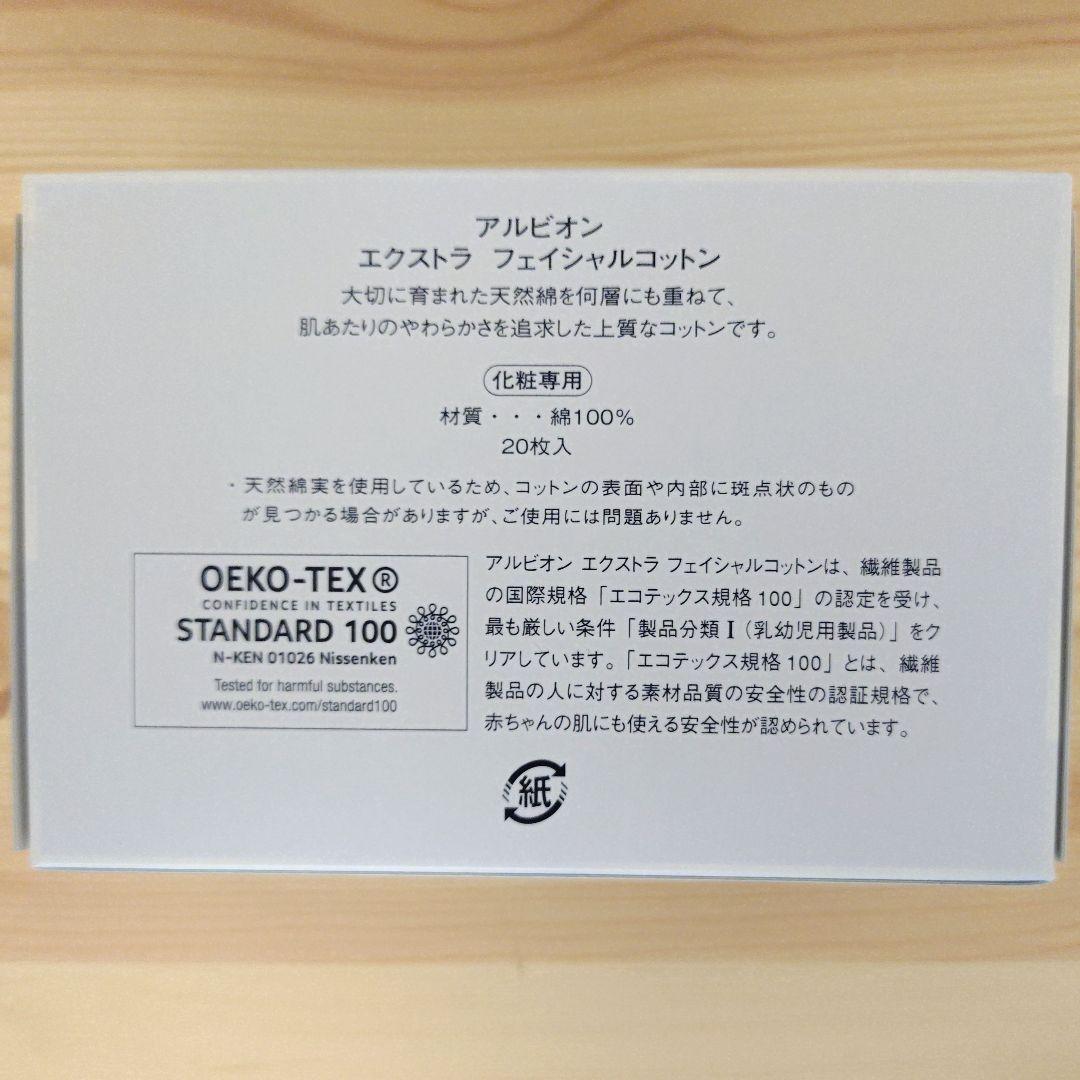 アルビオン
エクストラ フェイシャルコットン
大切に育まれた天然綿を何層にも重ねて、
肌あたりのやわらかさを追求した上質なコットンです。
化粧専用
材質・・・綿100%
20枚入
・天然綿実を使用しているため、コットンの表面や内部に斑点状のもの
が見つかる場合がありますが、ご使用には問題ありません。
OEKO-TEX®
CONFIDENCE IN TEXTILES
STANDARD 100
N-KEN 01026 Nissenken
Tested for harmful substances.
www.oeko-tex.com/standard100
アルビオン エクストラ フェイシャルコットンは、繊維製品
の国際規格「エコテックス規格100」の認定を受け、
最も厳しい条件「製品分類Ⅰ（乳幼児用製品）」をク
リアしています。「エコテックス規格100」とは、繊維
製品の人に対する素材品質の安全性の認証規格で、
赤ちゃんの肌にも使える安全性が認められています。
紙